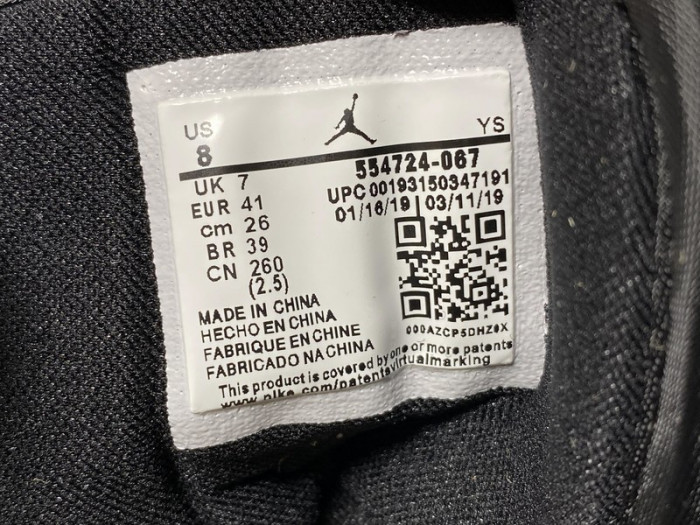 US YS
8
554724-067
UK 7
UPC 00193150347191
EUR 41
01/16/19 03/11/19
cm 26
BR 39
CN 260
(2.5)
000AZCP5DHZ0X
MADE IN CHINA
HECHO EN CHINA
FABRIQUE EN CHINE
FABRICADO NA CHINA
This product is covered by one or more patents
www.nike.com/patentsvirtualmarking